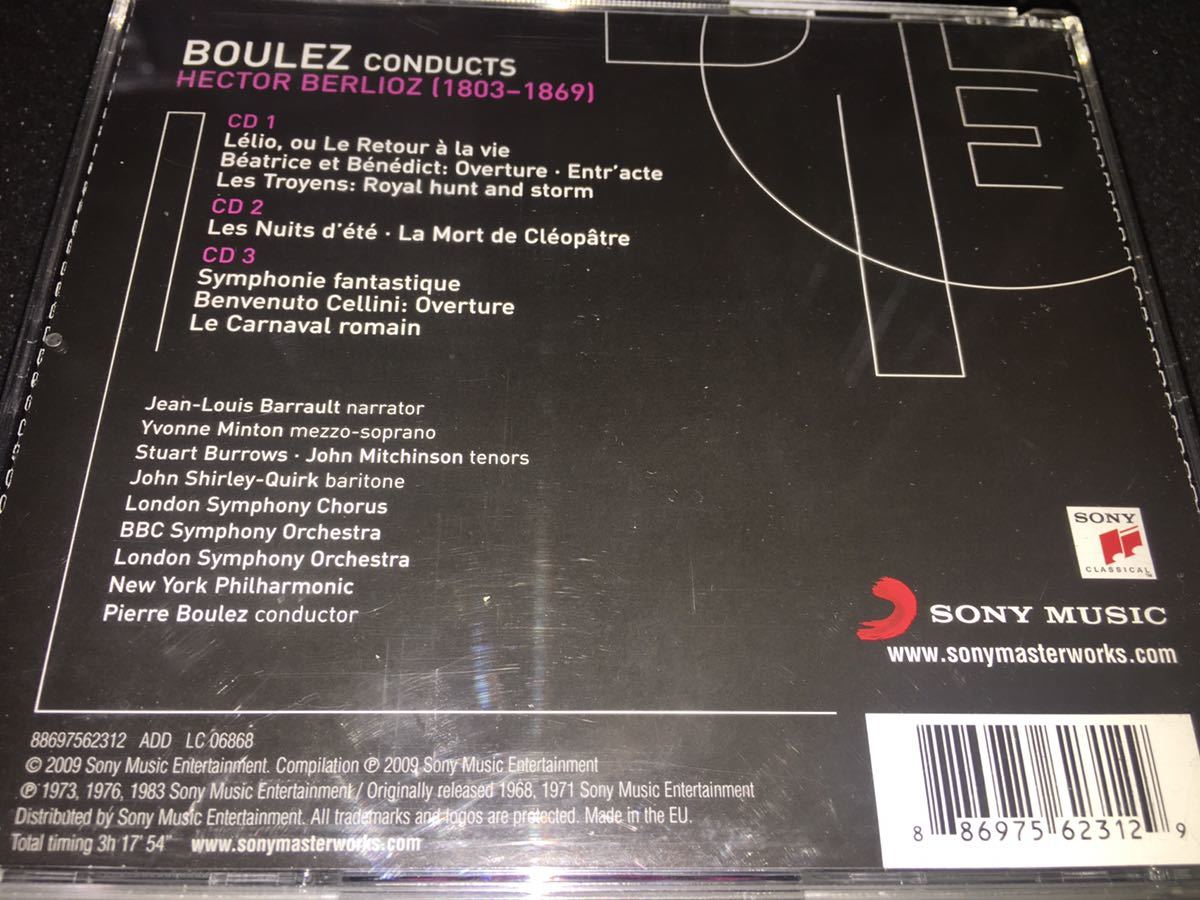 BOULEZ CONDUCTS
HECTOR BERLIOZ (1803–1869)
CD 1
Lélio, ou Le Retour à la vie
Béatrice et Bénédict: Overture · Entr'acte
Les Troyens: Royal hunt and storm
CD 2
Les Nuits d'été · La Mort de Cléopâtre
CD 3
Symphonie fantastique
Benvenuto Cellini: Overture
Le Carnaval romain
Jean-Louis Barrault narrator
Yvonne Minton mezzo-soprano
Stuart Burrows · John Mitchinson tenors
John Shirley-Quirk baritone
London Symphony Chorus
BBC Symphony Orchestra
London Symphony Orchestra
New York Philharmonic
Pierre Boulez conductor
SONY
CLASSICAL
SONY MUSIC
www.sonymasterworks.com
88697562312 ADD LC 06868
© 2009 Sony Music Entertainment. Compilation ℗ 2009 Sony Music Entertainment
℗ 1973, 1976, 1983 Sony Music Entertainment / Originally released 1968, 1971 Sony Music Entertainment
Distributed by Sony Music Entertainment. All trademarks and logos are protected. Made in the EU.
Total timing 3h 17' 54" www.sonymasterworks.com
8 86975 62312 9